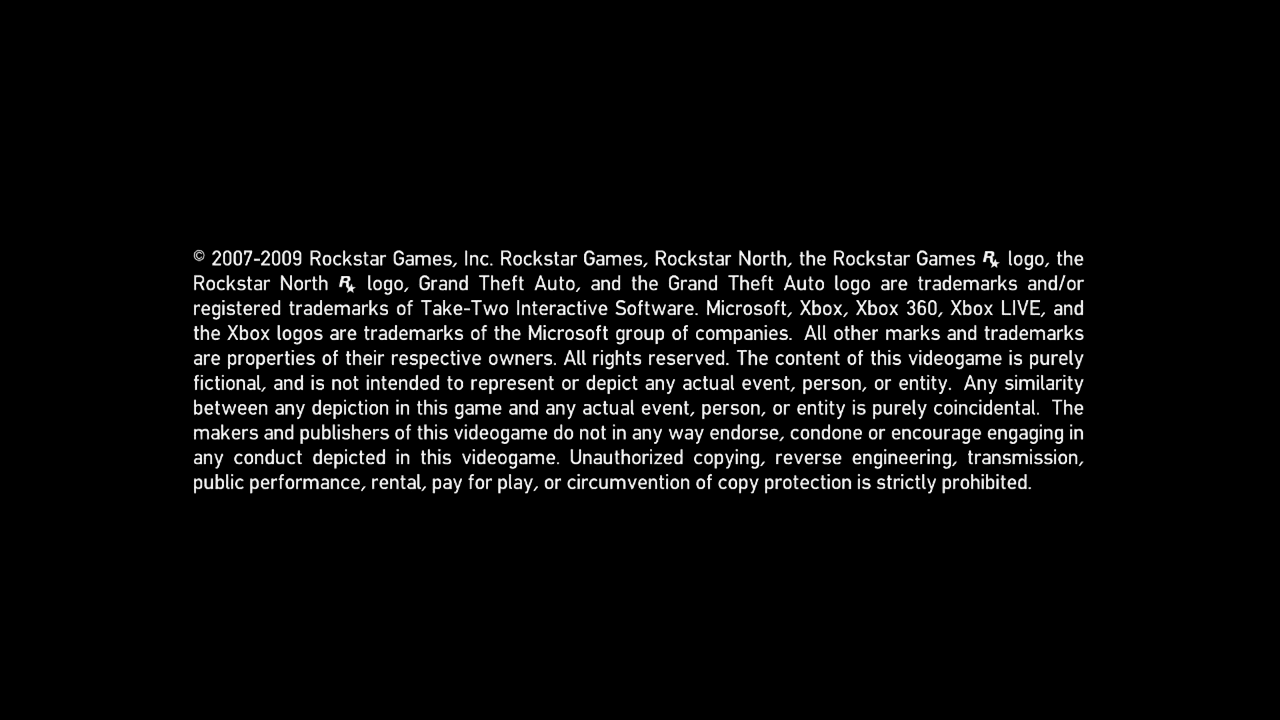 © 2007-2009 Rockstar Games, Inc. Rockstar Games, Rockstar North, the Rockstar Games R★ logo, the
Rockstar North R★ logo, Grand Theft Auto, and the Grand Theft Auto logo are trademarks and/or
registered trademarks of Take-Two Interactive Software. Microsoft, Xbox, Xbox 360, Xbox LIVE, and
the Xbox logos are trademarks of the Microsoft group of companies.  All other marks and trademarks
are properties of their respective owners. All rights reserved. The content of this videogame is purely
fictional, and is not intended to represent or depict any actual event, person, or entity.  Any similarity
between any depiction in this game and any actual event, person, or entity is purely coincidental.  The
makers and publishers of this videogame do not in any way endorse, condone or encourage engaging in
any conduct depicted in this videogame. Unauthorized copying, reverse engineering, transmission,
public performance, rental, pay for play, or circumvention of copy protection is strictly prohibited.